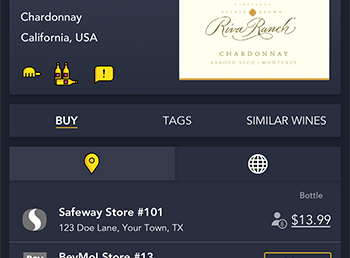 Chardonnay
California, USA
ESTATE GROWN
Riva Ranch
CHARDONNAY
ARROYO SECO • MONTEREY
BUY
TAGS
SIMILAR WINES
Bottle
Safeway Store #101
$13.99
123 Doe Lane, Your Town, TX
BevMol Store #13